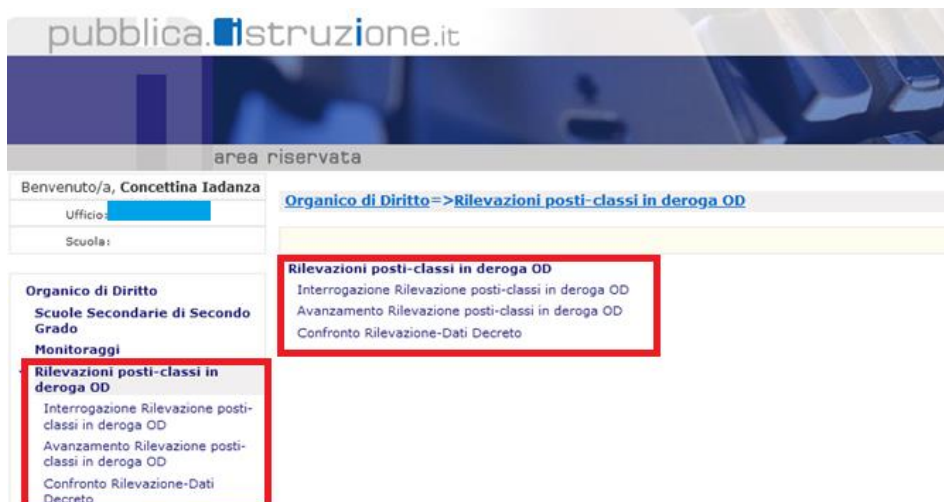 pubblica.istruzione.it
area riservata
Benvenuto/a, Concettina Iadanza
Ufficio:
Scuola:
Organico di Diritto=>Rilevazioni posti-classi in deroga OD
Organico di Diritto
Scuole Secondarie di Secondo
Grado
Monitoraggi
Rilevazioni posti-classi in
deroga OD
Interrogazione Rilevazione posti-
classi in deroga OD
Avanzamento Rilevazione posti-
classi in deroga OD
Confronto Rilevazione-Dati
Decreto
Rilevazioni posti-classi in deroga OD
Interrogazione Rilevazione posti-classi in deroga OD
Avanzamento Rilevazione posti-classi in deroga OD
Confronto Rilevazione-Dati Decreto